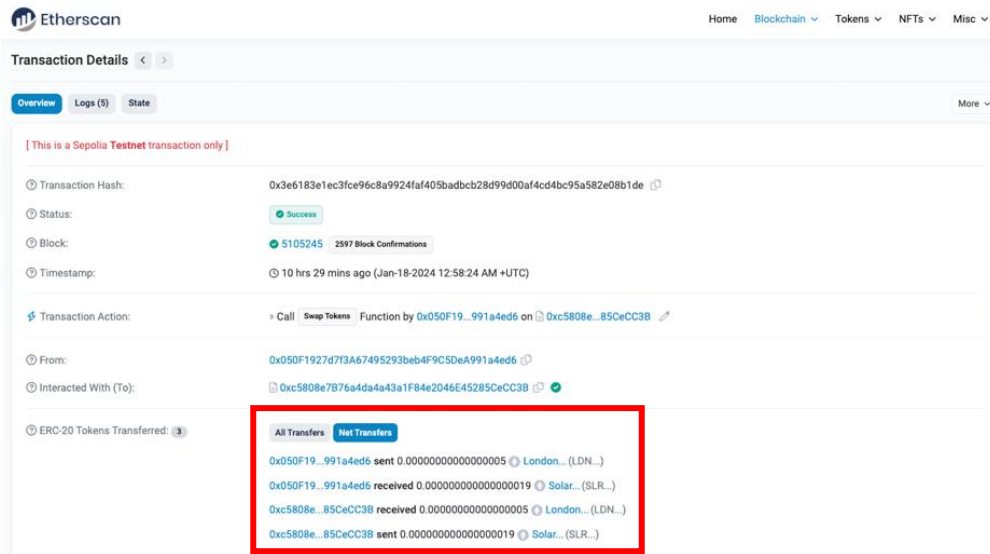 Etherscan
Home Blockchain Tokens NFTs Misc
Transaction Details
Overview Logs (5) State More
[ This is a Sepolia Testnet transaction only ]
Transaction Hash: 0x3e6183e1ec3fce96c8a9924faf405badbcb28d99d00af4cd4bc95a582e08b1de
Status: Success
Block: 5105245 2597 Block Confirmations
Timestamp: 10 hrs 29 mins ago (Jan-18-2024 12:58:24 AM +UTC)
Transaction Action: Call Swap Tokens Function by 0x050F19...991a4ed6 on 0xc5808e...85CeCC3B
From: 0x050F1927d7f3A67495293beb4F9C5DeA991a4ed6
Interacted With (To): 0xc5808e7B76a4da4a43a1F84e2046E45285CeCC3B
ERC-20 Tokens Transferred: 3 All Transfers Net Transfers
0x050F19...991a4ed6 sent 0.00000000000000005 London... (LDN...)
0x050F19...991a4ed6 received 0.000000000000000019 Solar... (SLR...)
0xc5808e...85CeCC3B received 0.00000000000000005 London... (LDN...)
0xc5808e...85CeCC3B sent 0.000000000000000019 Solar... (SLR...)